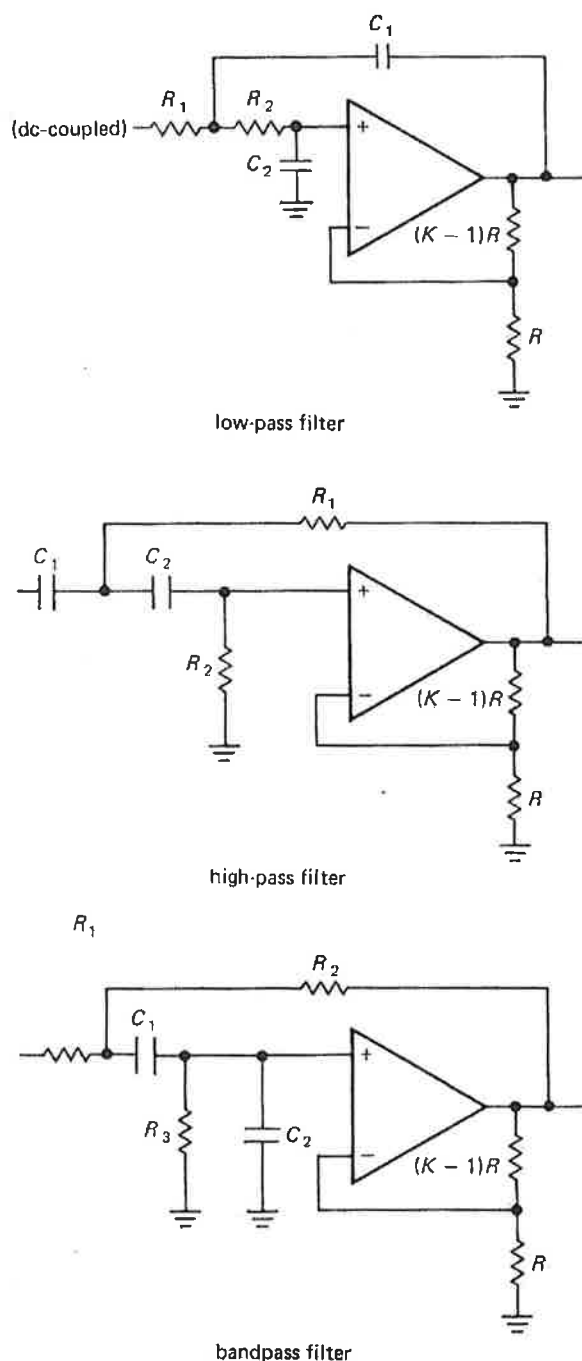 C₁
R₁ R₂
(dc-coupled)
+
C₂
−
(K − 1)R
R
low-pass filter
R₁
C₁ C₂
+
R₂
−
(K − 1)R
R
high-pass filter
R₁
R₂
C₁
+
R₃
C₂
−
(K − 1)R
R
bandpass filter